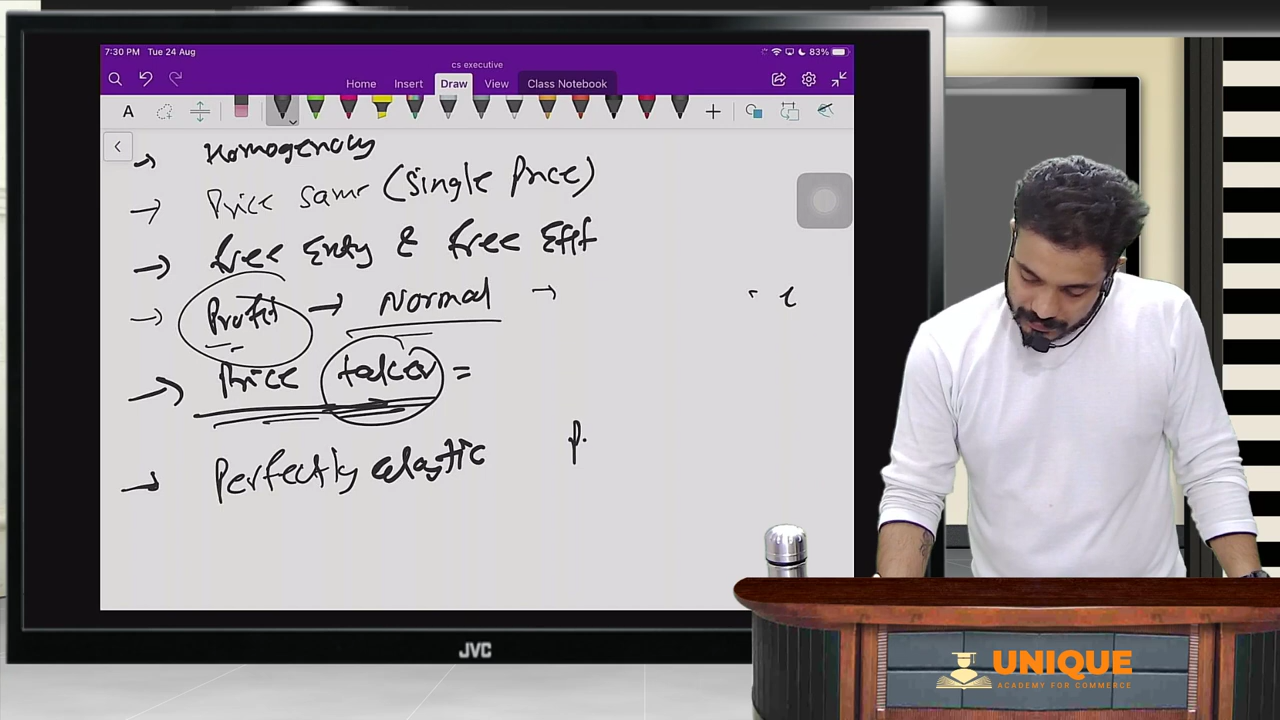 7:30 PM Tue 24 Aug
83%
cs executive
Home Insert Draw View Class Notebook
A
→ Homogeneous
→ Price same (single price)
→ free Entry & free Exit
→ Profit → Normal →
→ Price taker =
→ Perfectly elastic P.
JVC
UNIQUE
ACADEMY FOR COMMERCE